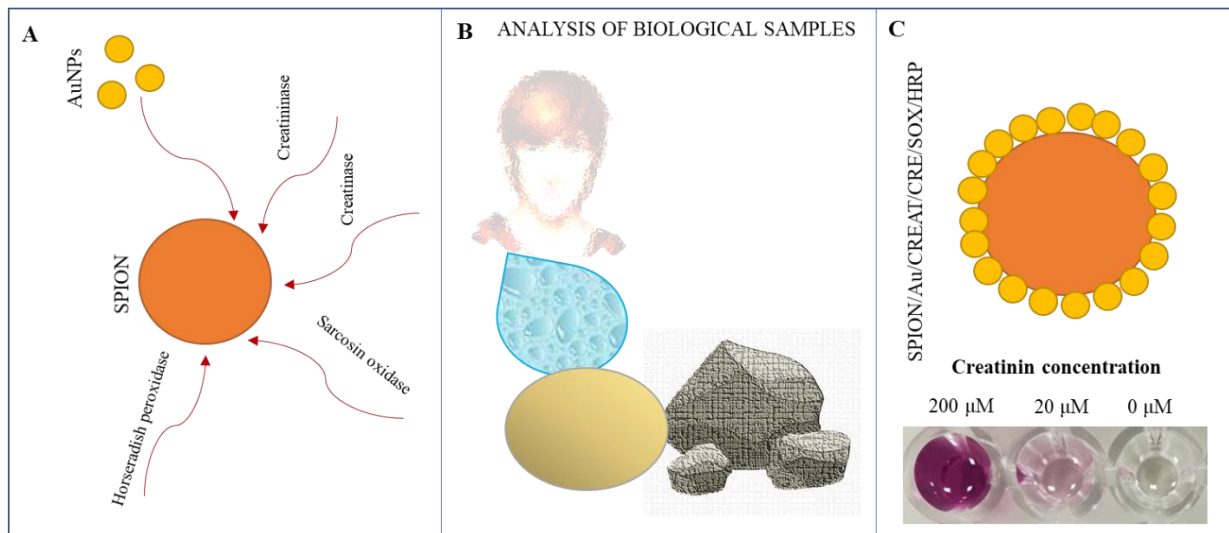 A
AuNPs
Creatininase
Creatinase
SPION
Sarcosin oxidase
Horseradish peroxidase
B
ANALYSIS OF BIOLOGICAL SAMPLES
C
SPION/Au/CREAT/CRE/SOX/HRP
Creatinin concentration
200 μM 20 μM 0 μM